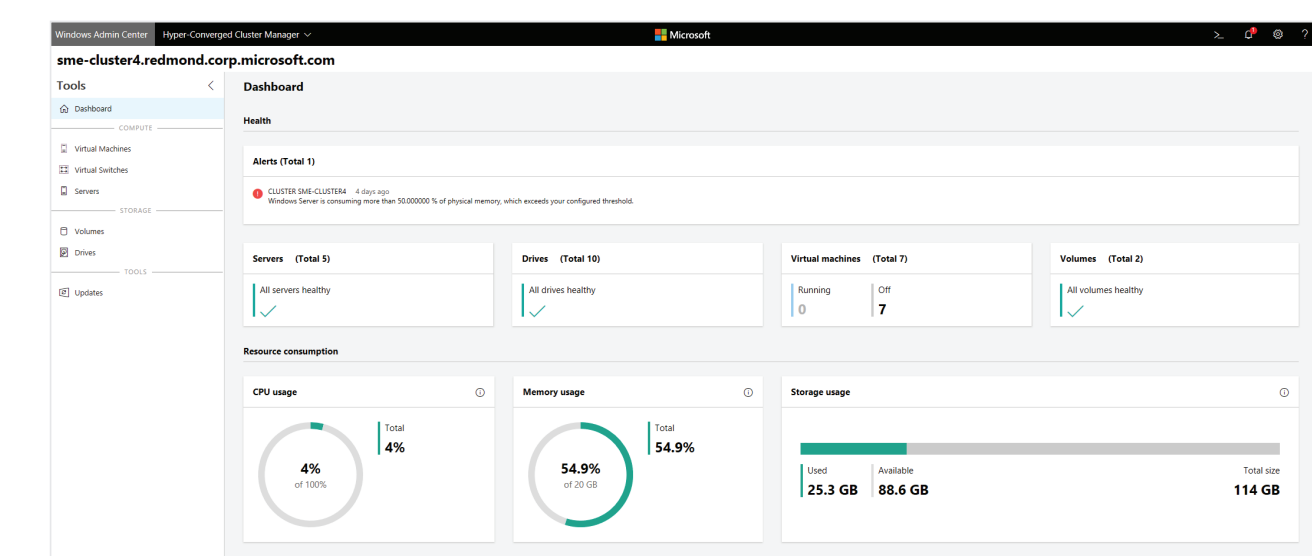 Windows Admin Center Hyper-Converged Cluster Manager Microsoft >_ 1 ?
sme-cluster4.redmond.corp.microsoft.com
Tools
Dashboard
COMPUTE
Virtual Machines
Virtual Switches
Servers
STORAGE
Volumes
Drives
TOOLS
Updates
Dashboard
Health
Alerts (Total 1)
CLUSTER SME-CLUSTER4 4 days ago
Windows Server is consuming more than 50.000000 % of physical memory, which exceeds your configured threshold.
Servers (Total 5)
All servers healthy
Drives (Total 10)
All drives healthy
Virtual machines (Total 7)
Running Off
0 7
Volumes (Total 2)
All volumes healthy
Resource consumption
CPU usage
4%
of 100%
Total
4%
Memory usage
54.9%
of 20 GB
Total
54.9%
Storage usage
Used Available Total size
25.3 GB 88.6 GB 114 GB